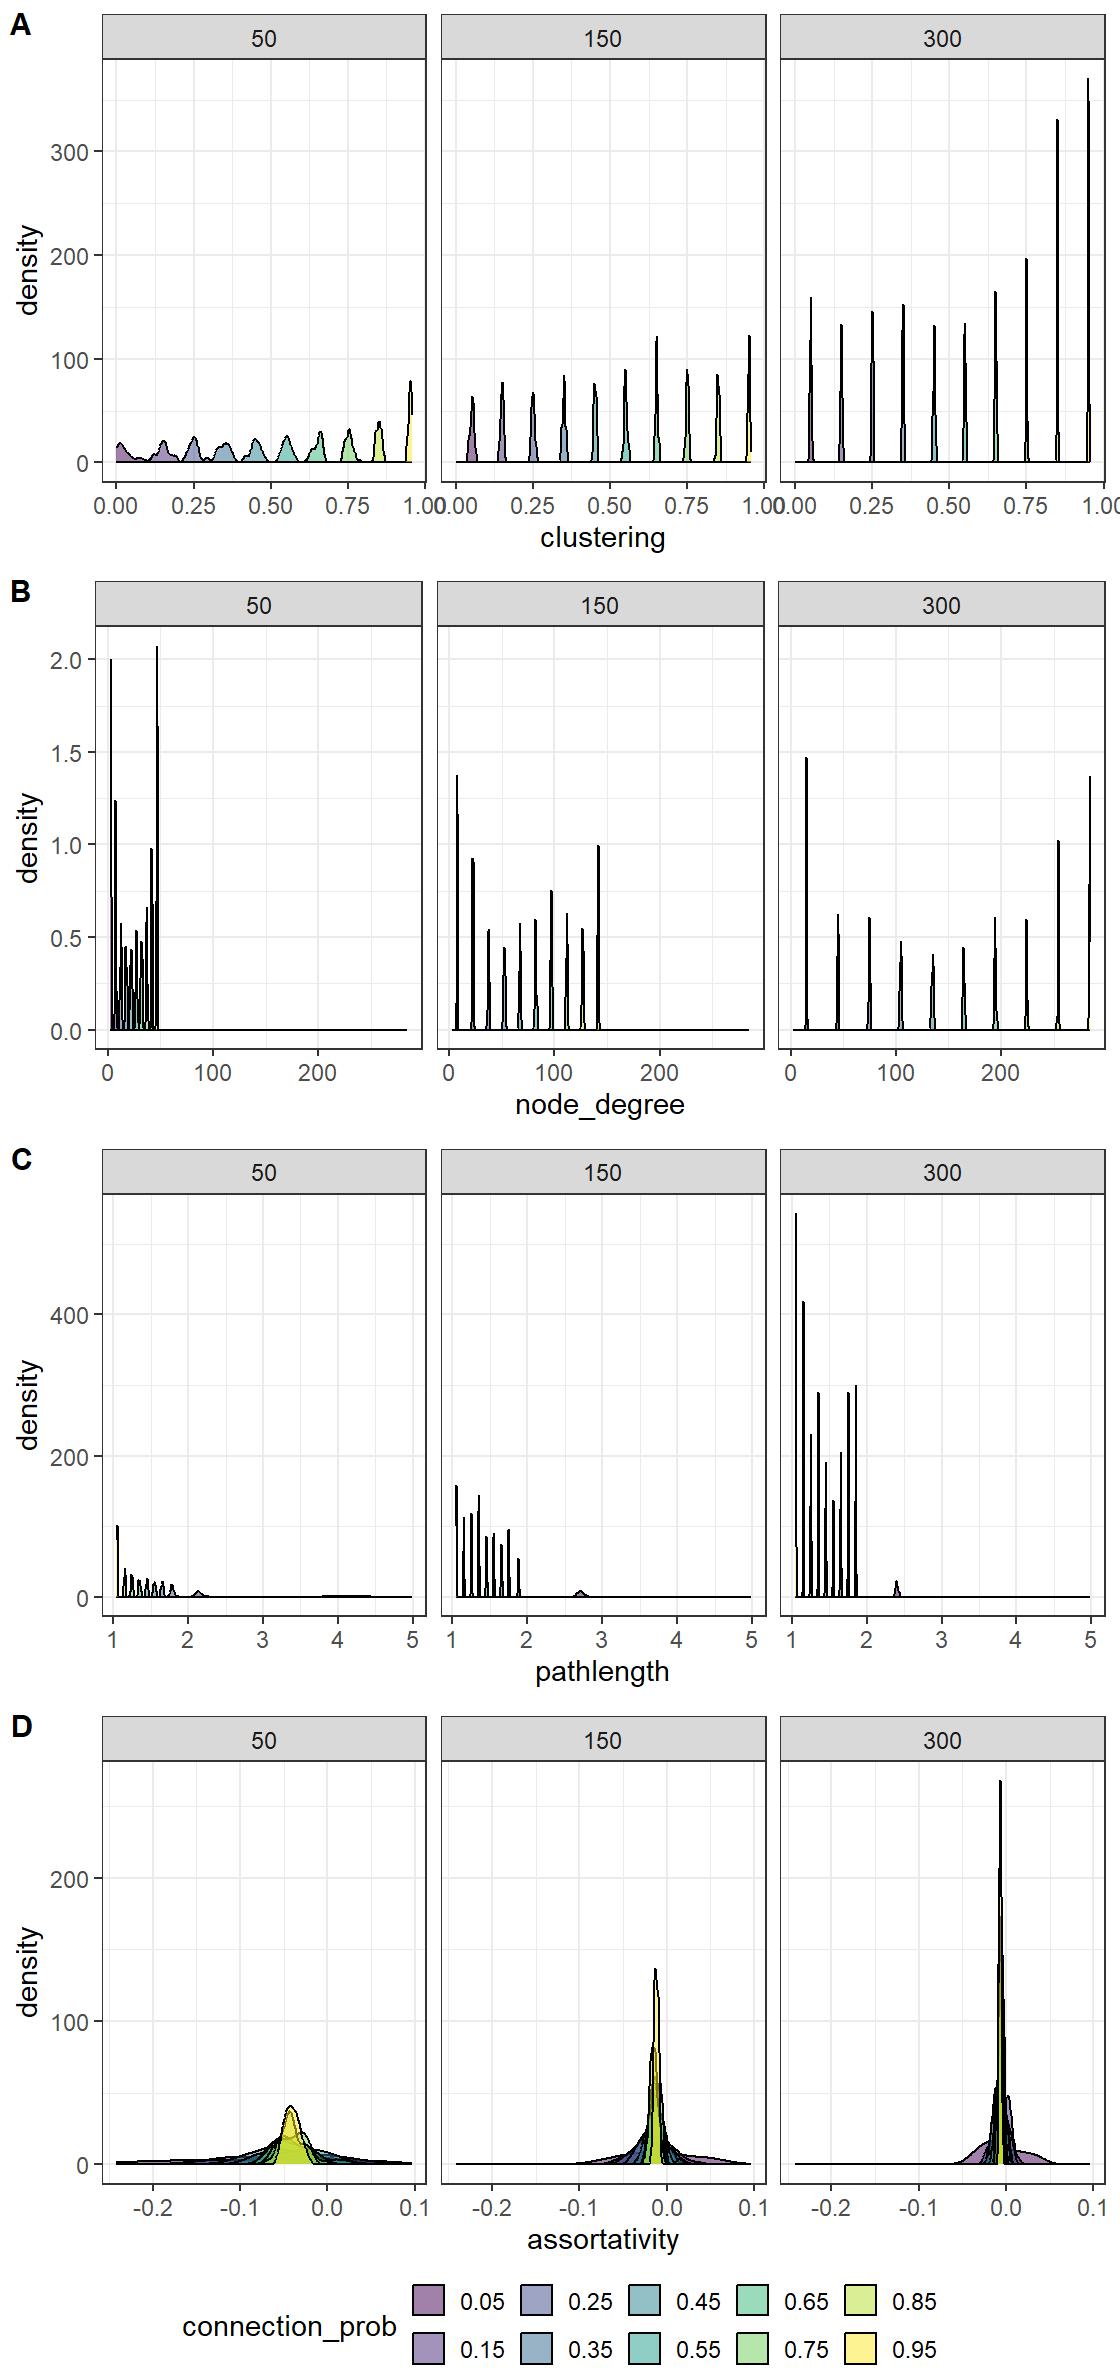 A
50 150 300
density
300
200
100
0
0.00 0.25 0.50 0.75 1.00 0.00 0.25 0.50 0.75 1.00 0.00 0.25 0.50 0.75 1.00
clustering
B
50 150 300
density
2.0
1.5
1.0
0.5
0.0
0 100 200 0 100 200 0 100 200
node_degree
C
50 150 300
density
400
200
0
1 2 3 4 5 1 2 3 4 5 1 2 3 4 5
pathlength
D
50 150 300
density
200
100
0
-0.2 -0.1 0.0 0.1 -0.2 -0.1 0.0 0.1 -0.2 -0.1 0.0 0.1
assortativity
connection_prob
0.05 0.25 0.45 0.65 0.85
0.15 0.35 0.55 0.75 0.95